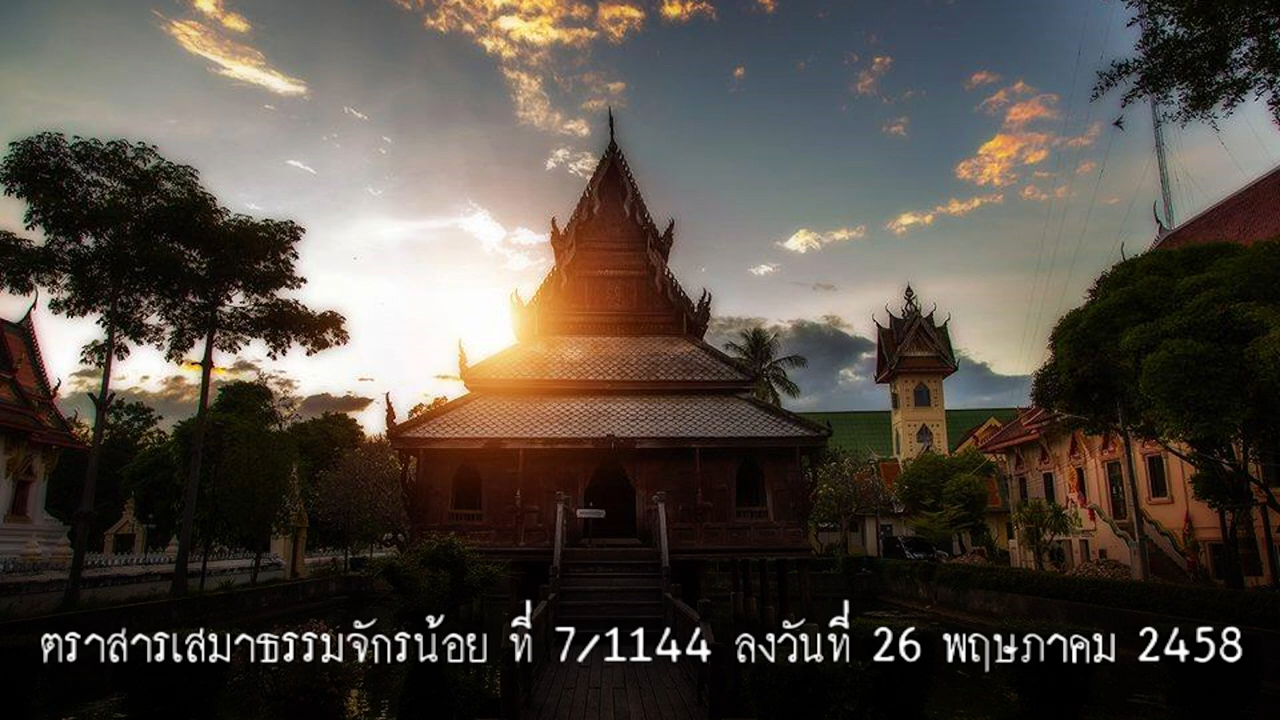 ตราสารเสมาธรรมจักรน้อย ที่ 7/1144 ลงวันที่ 26 พฤษภาคม 2458